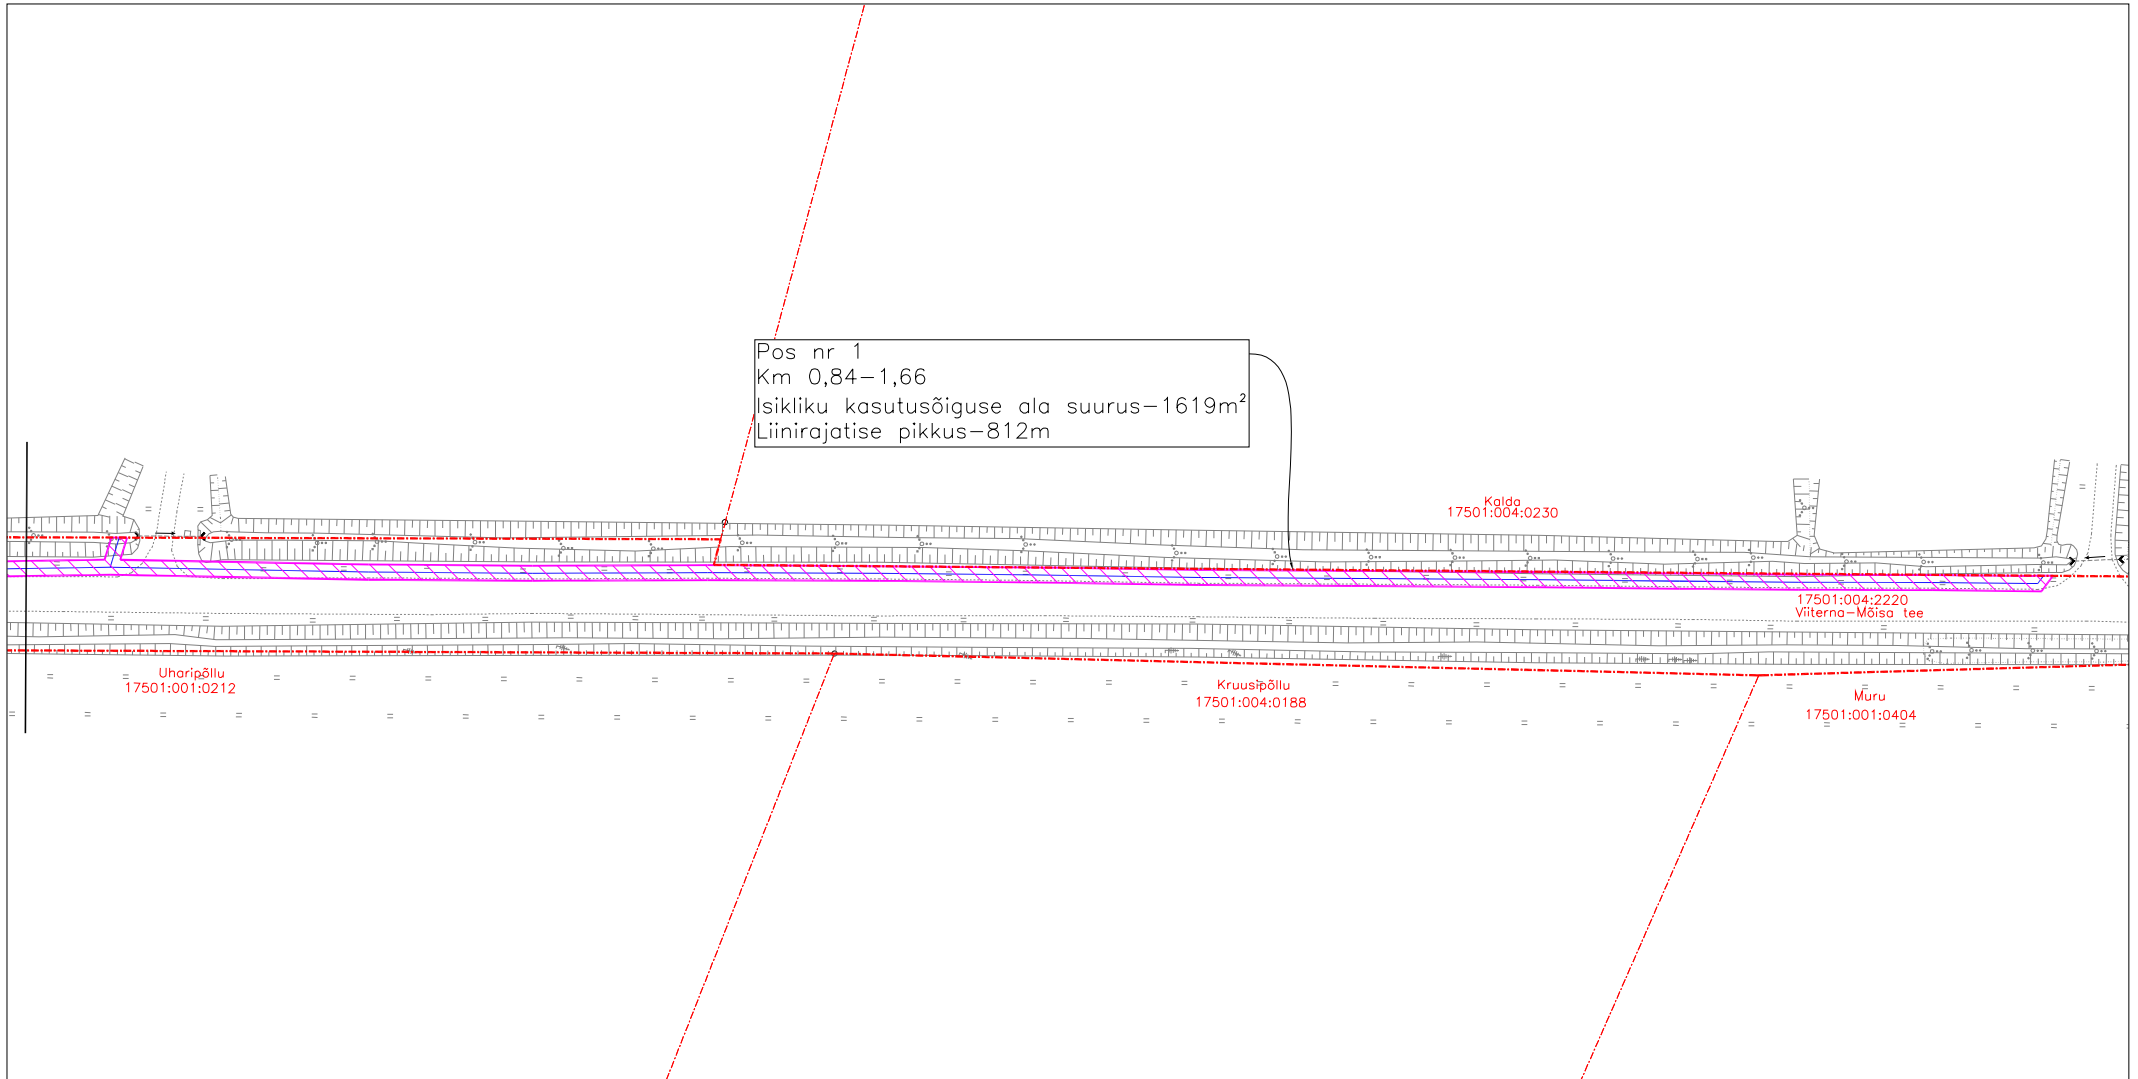 Pos nr 1
Km 0,84-1,66
Isikliku kasutusõiguse ala suurus-1619m²
Liinirajatise pikkus-812m
Kalda
17501:004:0230
17501:004:2220
Viiterna-Mõisa tee
Uharipõllu
17501:001:0212
Kruusipõllu
17501:004:0188
Muru
17501:001:0404